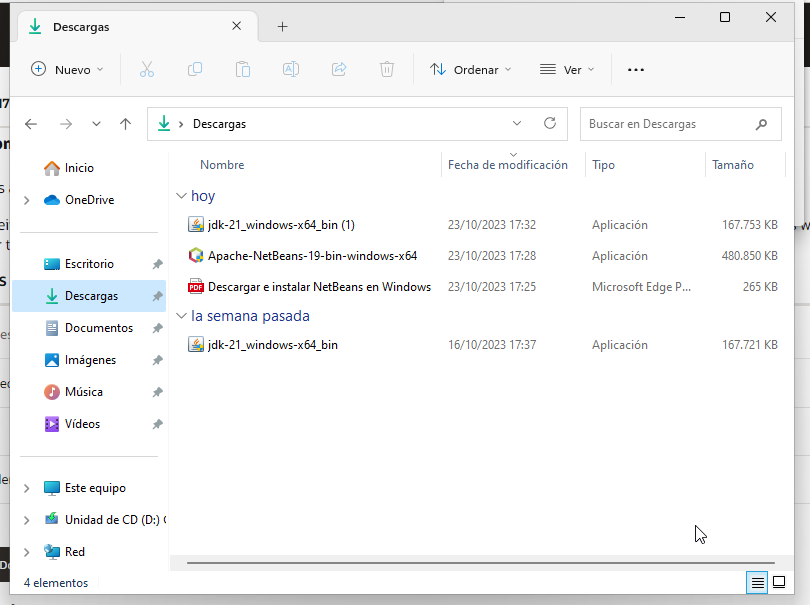 Descargas
Nuevo
Ordenar
Ver
Descargas
Buscar en Descargas
Nombre
Fecha de modificación
Tipo
Tamaño
Inicio
OneDrive
Escritorio
Descargas
Documentos
Imágenes
Música
Vídeos
Este equipo
Unidad de CD (D:)
Red
hoy
jdk-21_windows-x64_bin (1) 23/10/2023 17:32 Aplicación 167.753 KB
Apache-NetBeans-19-bin-windows-x64 23/10/2023 17:28 Aplicación 480.850 KB
PDF Descargar e instalar NetBeans en Windows 23/10/2023 17:25 Microsoft Edge P... 265 KB
la semana pasada
jdk-21_windows-x64_bin 16/10/2023 17:37 Aplicación 167.721 KB
4 elementos